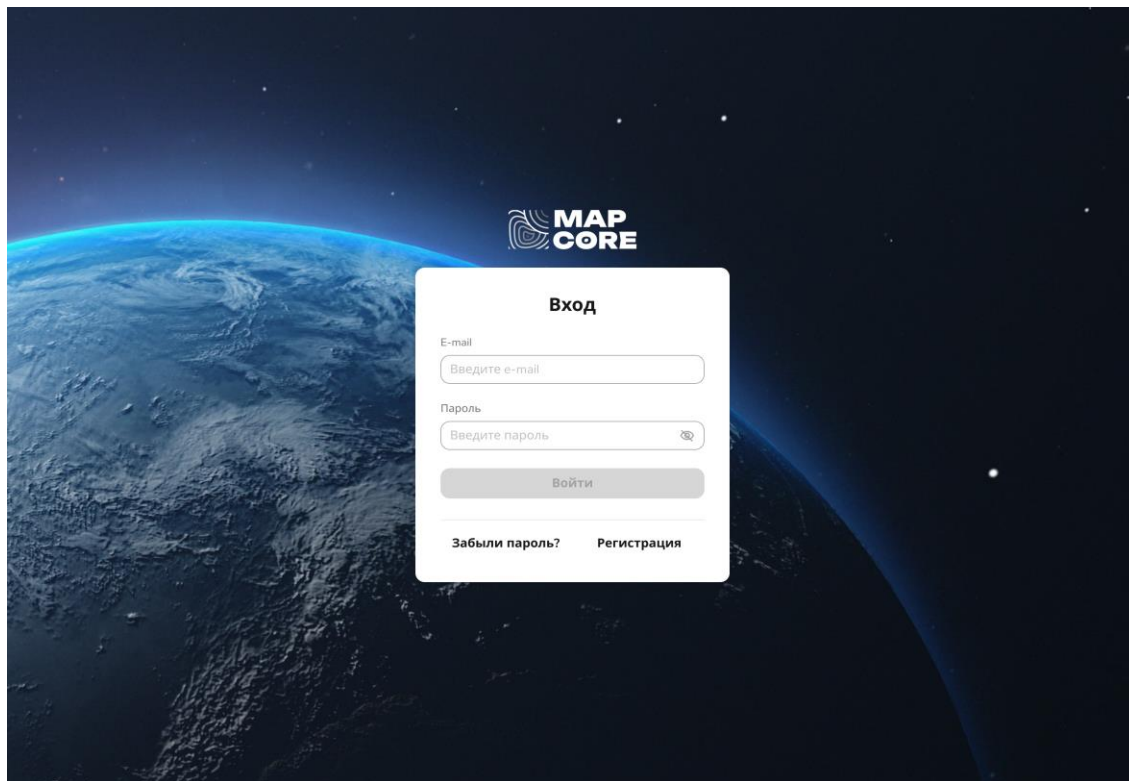 MAP
CORE
Вход
E-mail
Введите e-mail
Пароль
Введите пароль
Войти
Забыли пароль? Регистрация